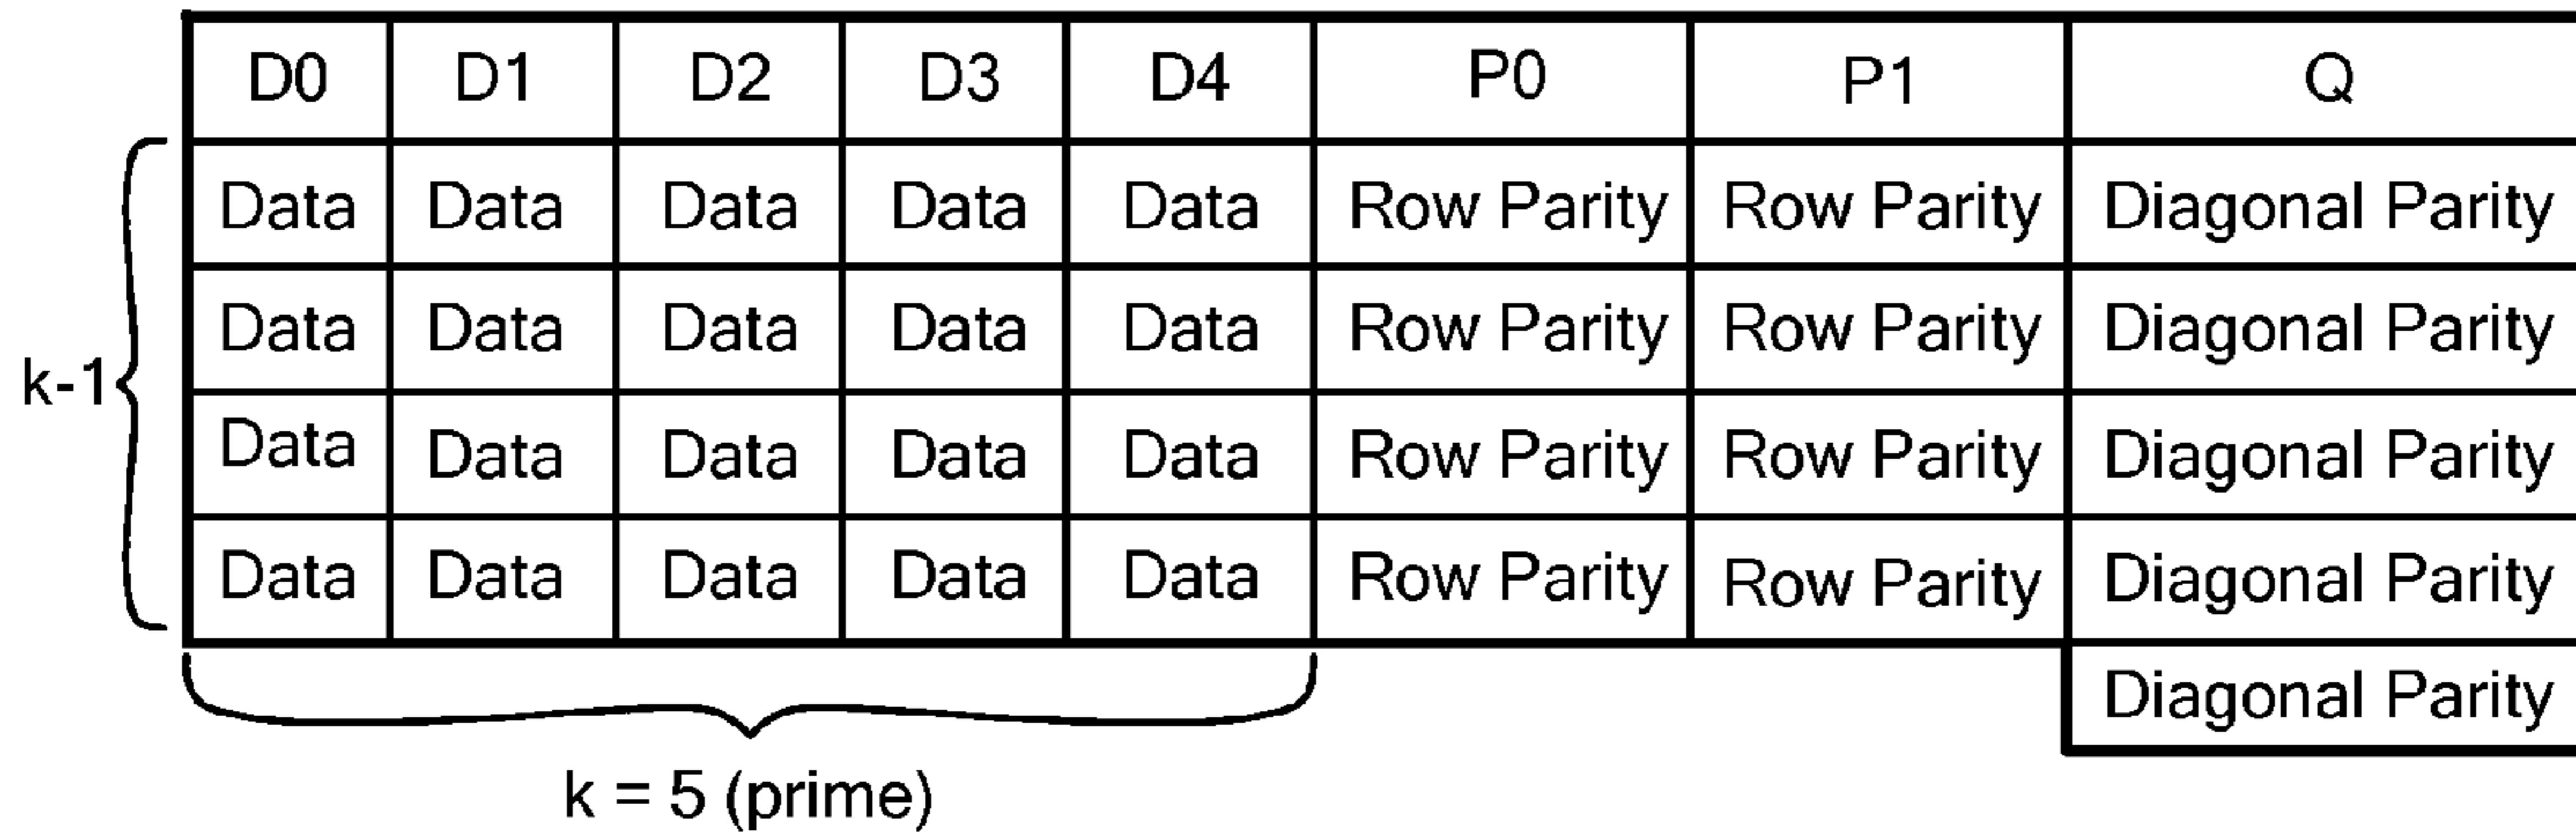 D0 D1 D2 D3 D4 P0 P1 Q
Data Data Data Data Data Row Parity Row Parity Diagonal Parity
Data Data Data Data Data Row Parity Row Parity Diagonal Parity
k-1
Data Data Data Data Data Row Parity Row Parity Diagonal Parity
Data Data Data Data Data Row Parity Row Parity Diagonal Parity
Diagonal Parity
k = 5 (prime)